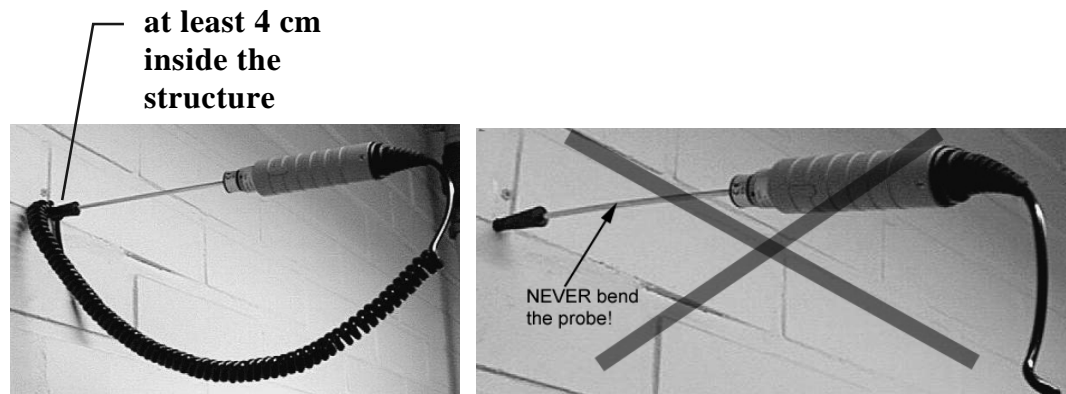 at least 4 cm
inside the
structure
NEVER bend
the probe!